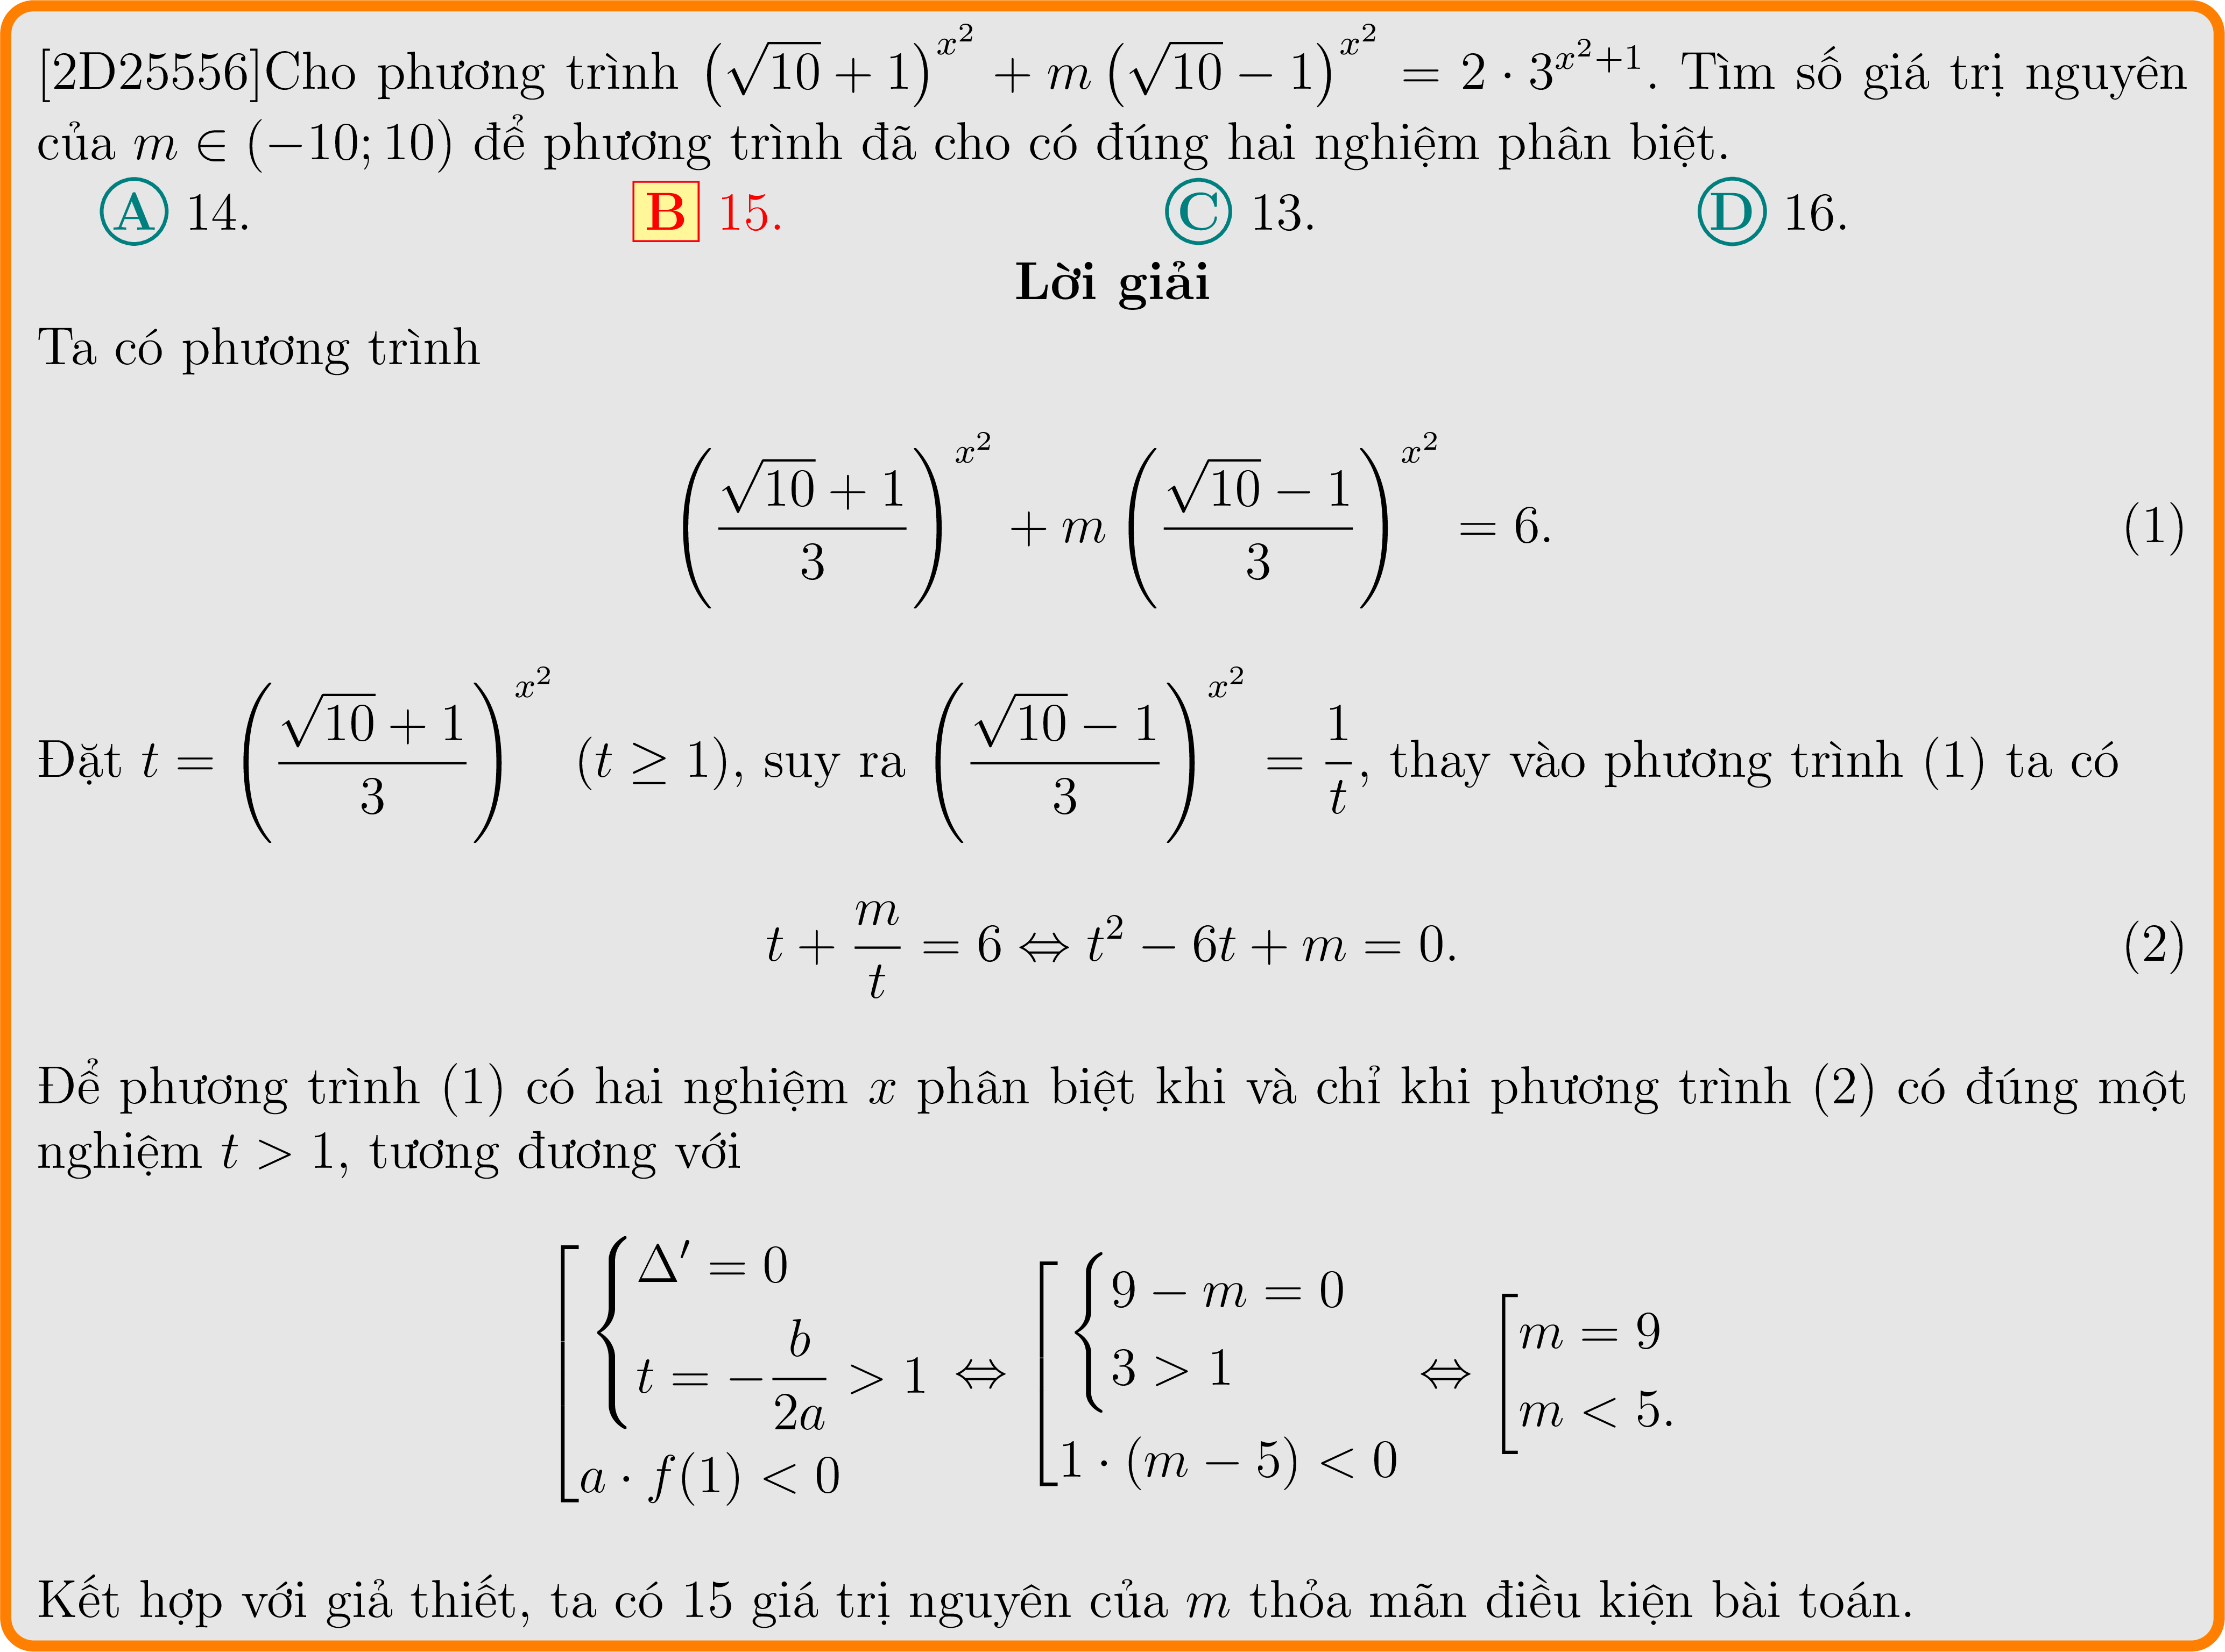 [2D25556]Cho phương trình $\left(\sqrt{10}+1\right)^{x^2} + m\left(\sqrt{10}-1\right)^{x^2} = 2 \cdot 3^{x^2+1}$. Tìm số giá trị nguyên
của $m \in (-10; 10)$ để phương trình đã cho có đúng hai nghiệm phân biệt.
A 14. B 15. C 13. D 16.
Lời giải
Ta có phương trình
$\left(\frac{\sqrt{10}+1}{3}\right)^{x^2} + m\left(\frac{\sqrt{10}-1}{3}\right)^{x^2} = 6.$ (1)
Đặt $t = \left(\frac{\sqrt{10}+1}{3}\right)^{x^2}$ $(t \geq 1)$, suy ra $\left(\frac{\sqrt{10}-1}{3}\right)^{x^2} = \frac{1}{t}$, thay vào phương trình (1) ta có
$t + \frac{m}{t} = 6 \Leftrightarrow t^2 - 6t + m = 0.$ (2)
Để phương trình (1) có hai nghiệm $x$ phân biệt khi và chỉ khi phương trình (2) có đúng một
nghiệm $t > 1$, tương đương với
$\left[\begin{array}{l}\left\{\begin{array}{l}\Delta' = 0 \\ t = -\frac{b}{2a} > 1\end{array}\right. \\ a \cdot f(1) < 0\end{array}\right. \Leftrightarrow \left[\begin{array}{l}\left\{\begin{array}{l}9 - m = 0 \\ 3 > 1\end{array}\right. \\ 1 \cdot (m - 5) < 0\end{array}\right. \Leftrightarrow \left[\begin{array}{l}m = 9 \\ m < 5.\end{array}\right.$
Kết hợp với giả thiết, ta có 15 giá trị nguyên của $m$ thỏa mãn điều kiện bài toán.